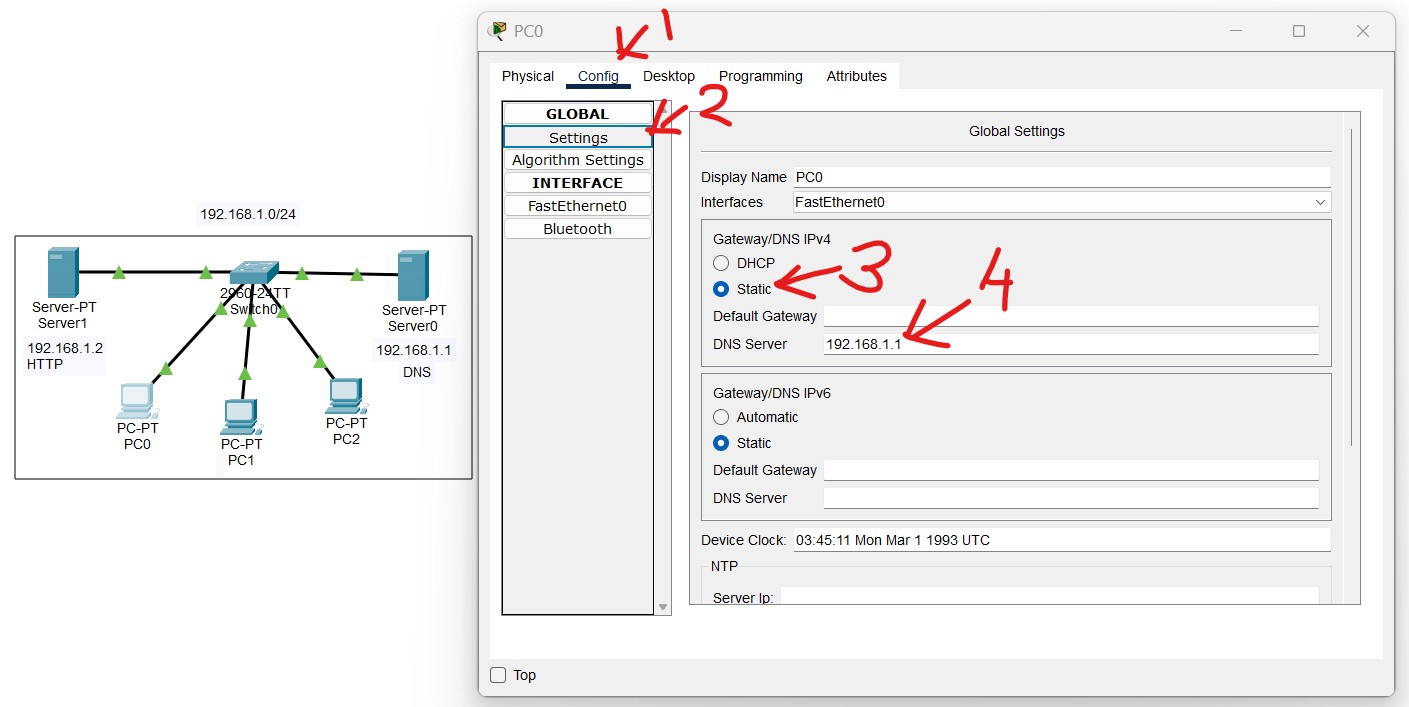 192.168.1.0/24
Server-PT
Server1
192.168.1.2
HTTP
2960-24TT
Switch0
Server-PT
Server0
192.168.1.1
DNS
PC-PT
PC0
PC-PT
PC1
PC-PT
PC2
PC0
1
Physical Config Desktop Programming Attributes
2
GLOBAL
Settings
Algorithm Settings
INTERFACE
FastEthernet0
Bluetooth
Global Settings
Display Name PC0
Interfaces FastEthernet0
Gateway/DNS IPv4
DHCP
Static
3
4
Default Gateway
DNS Server 192.168.1.1
Gateway/DNS IPv6
Automatic
Static
Default Gateway
DNS Server
Device Clock: 03:45:11 Mon Mar 1 1993 UTC
NTP
Server Ip:
Top